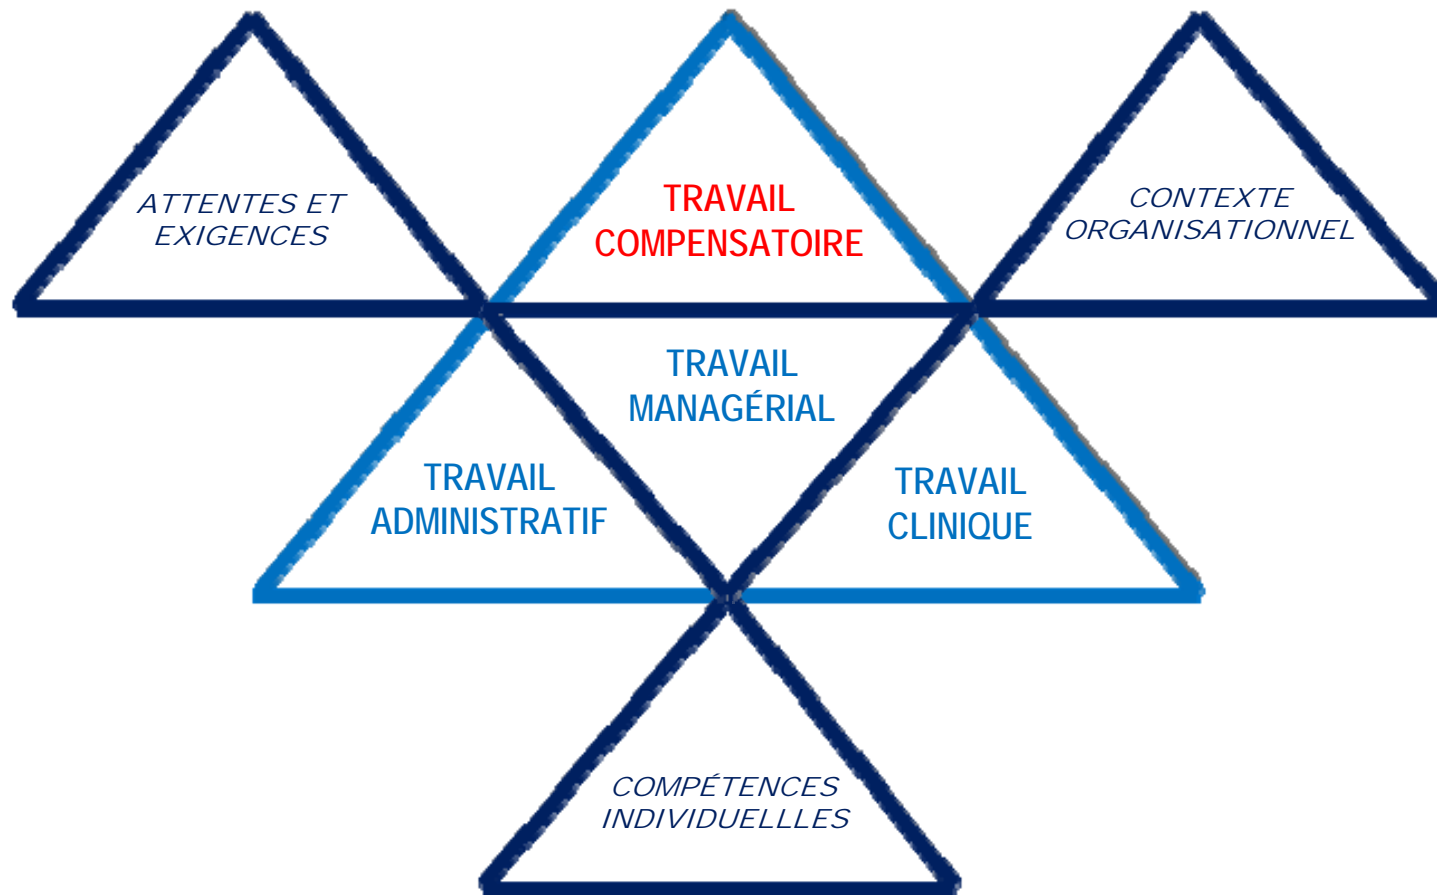 ATTENTES ET
EXIGENCES
TRAVAIL
COMPENSATOIRE
CONTEXTE
ORGANISATIONNEL
TRAVAIL
MANAGÉRIAL
TRAVAIL
ADMINISTRATIF
TRAVAIL
CLINIQUE
COMPÉTENCES
INDIVIDUELLLES